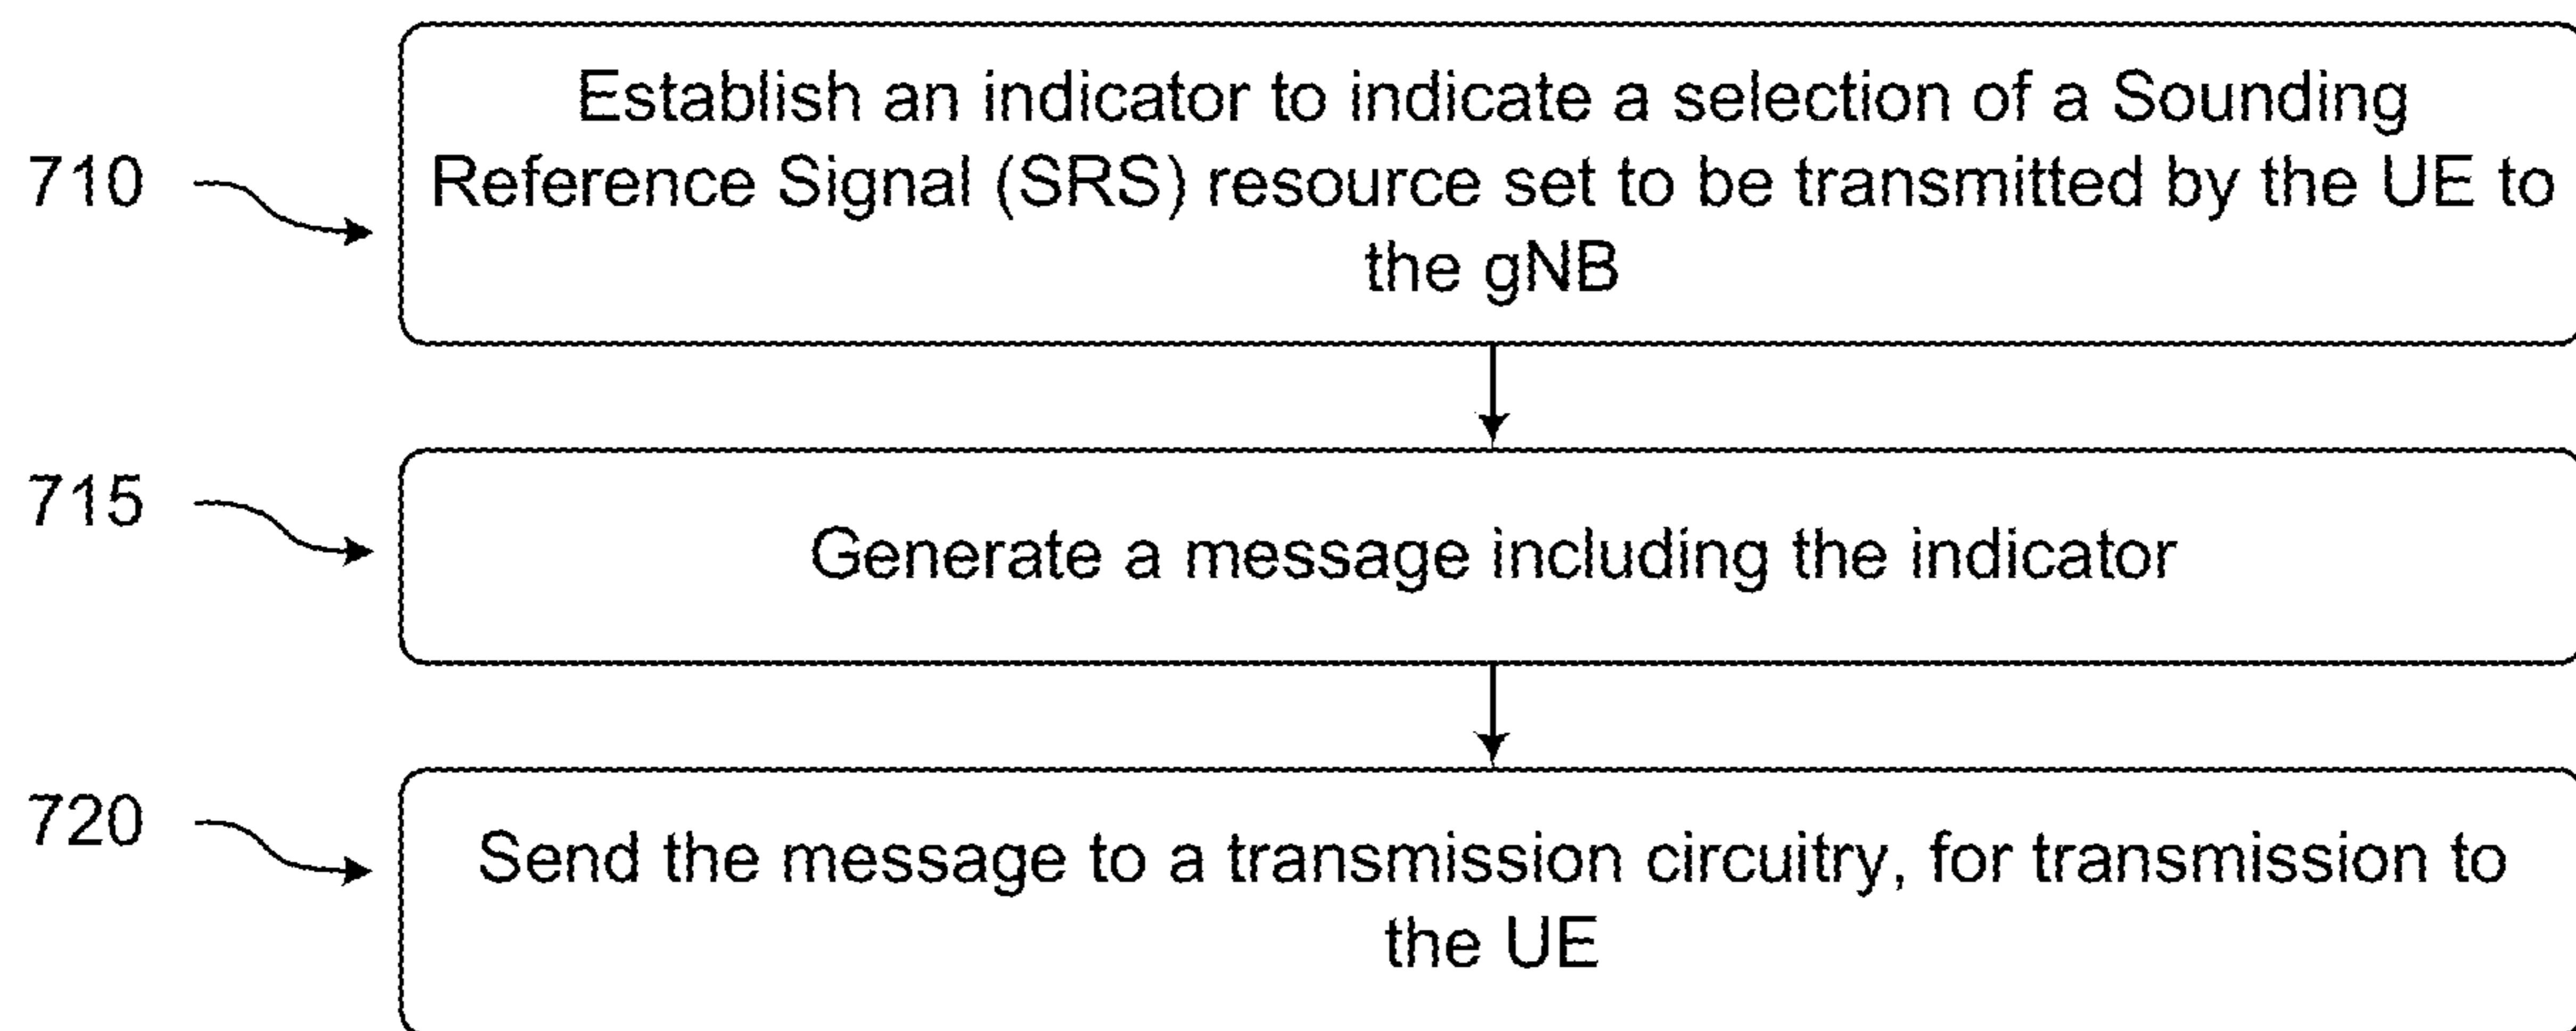 710
Establish an indicator to indicate a selection of a Sounding
Reference Signal (SRS) resource set to be transmitted by the UE to
the gNB
715
Generate a message including the indicator
720
Send the message to a transmission circuitry, for transmission to
the UE